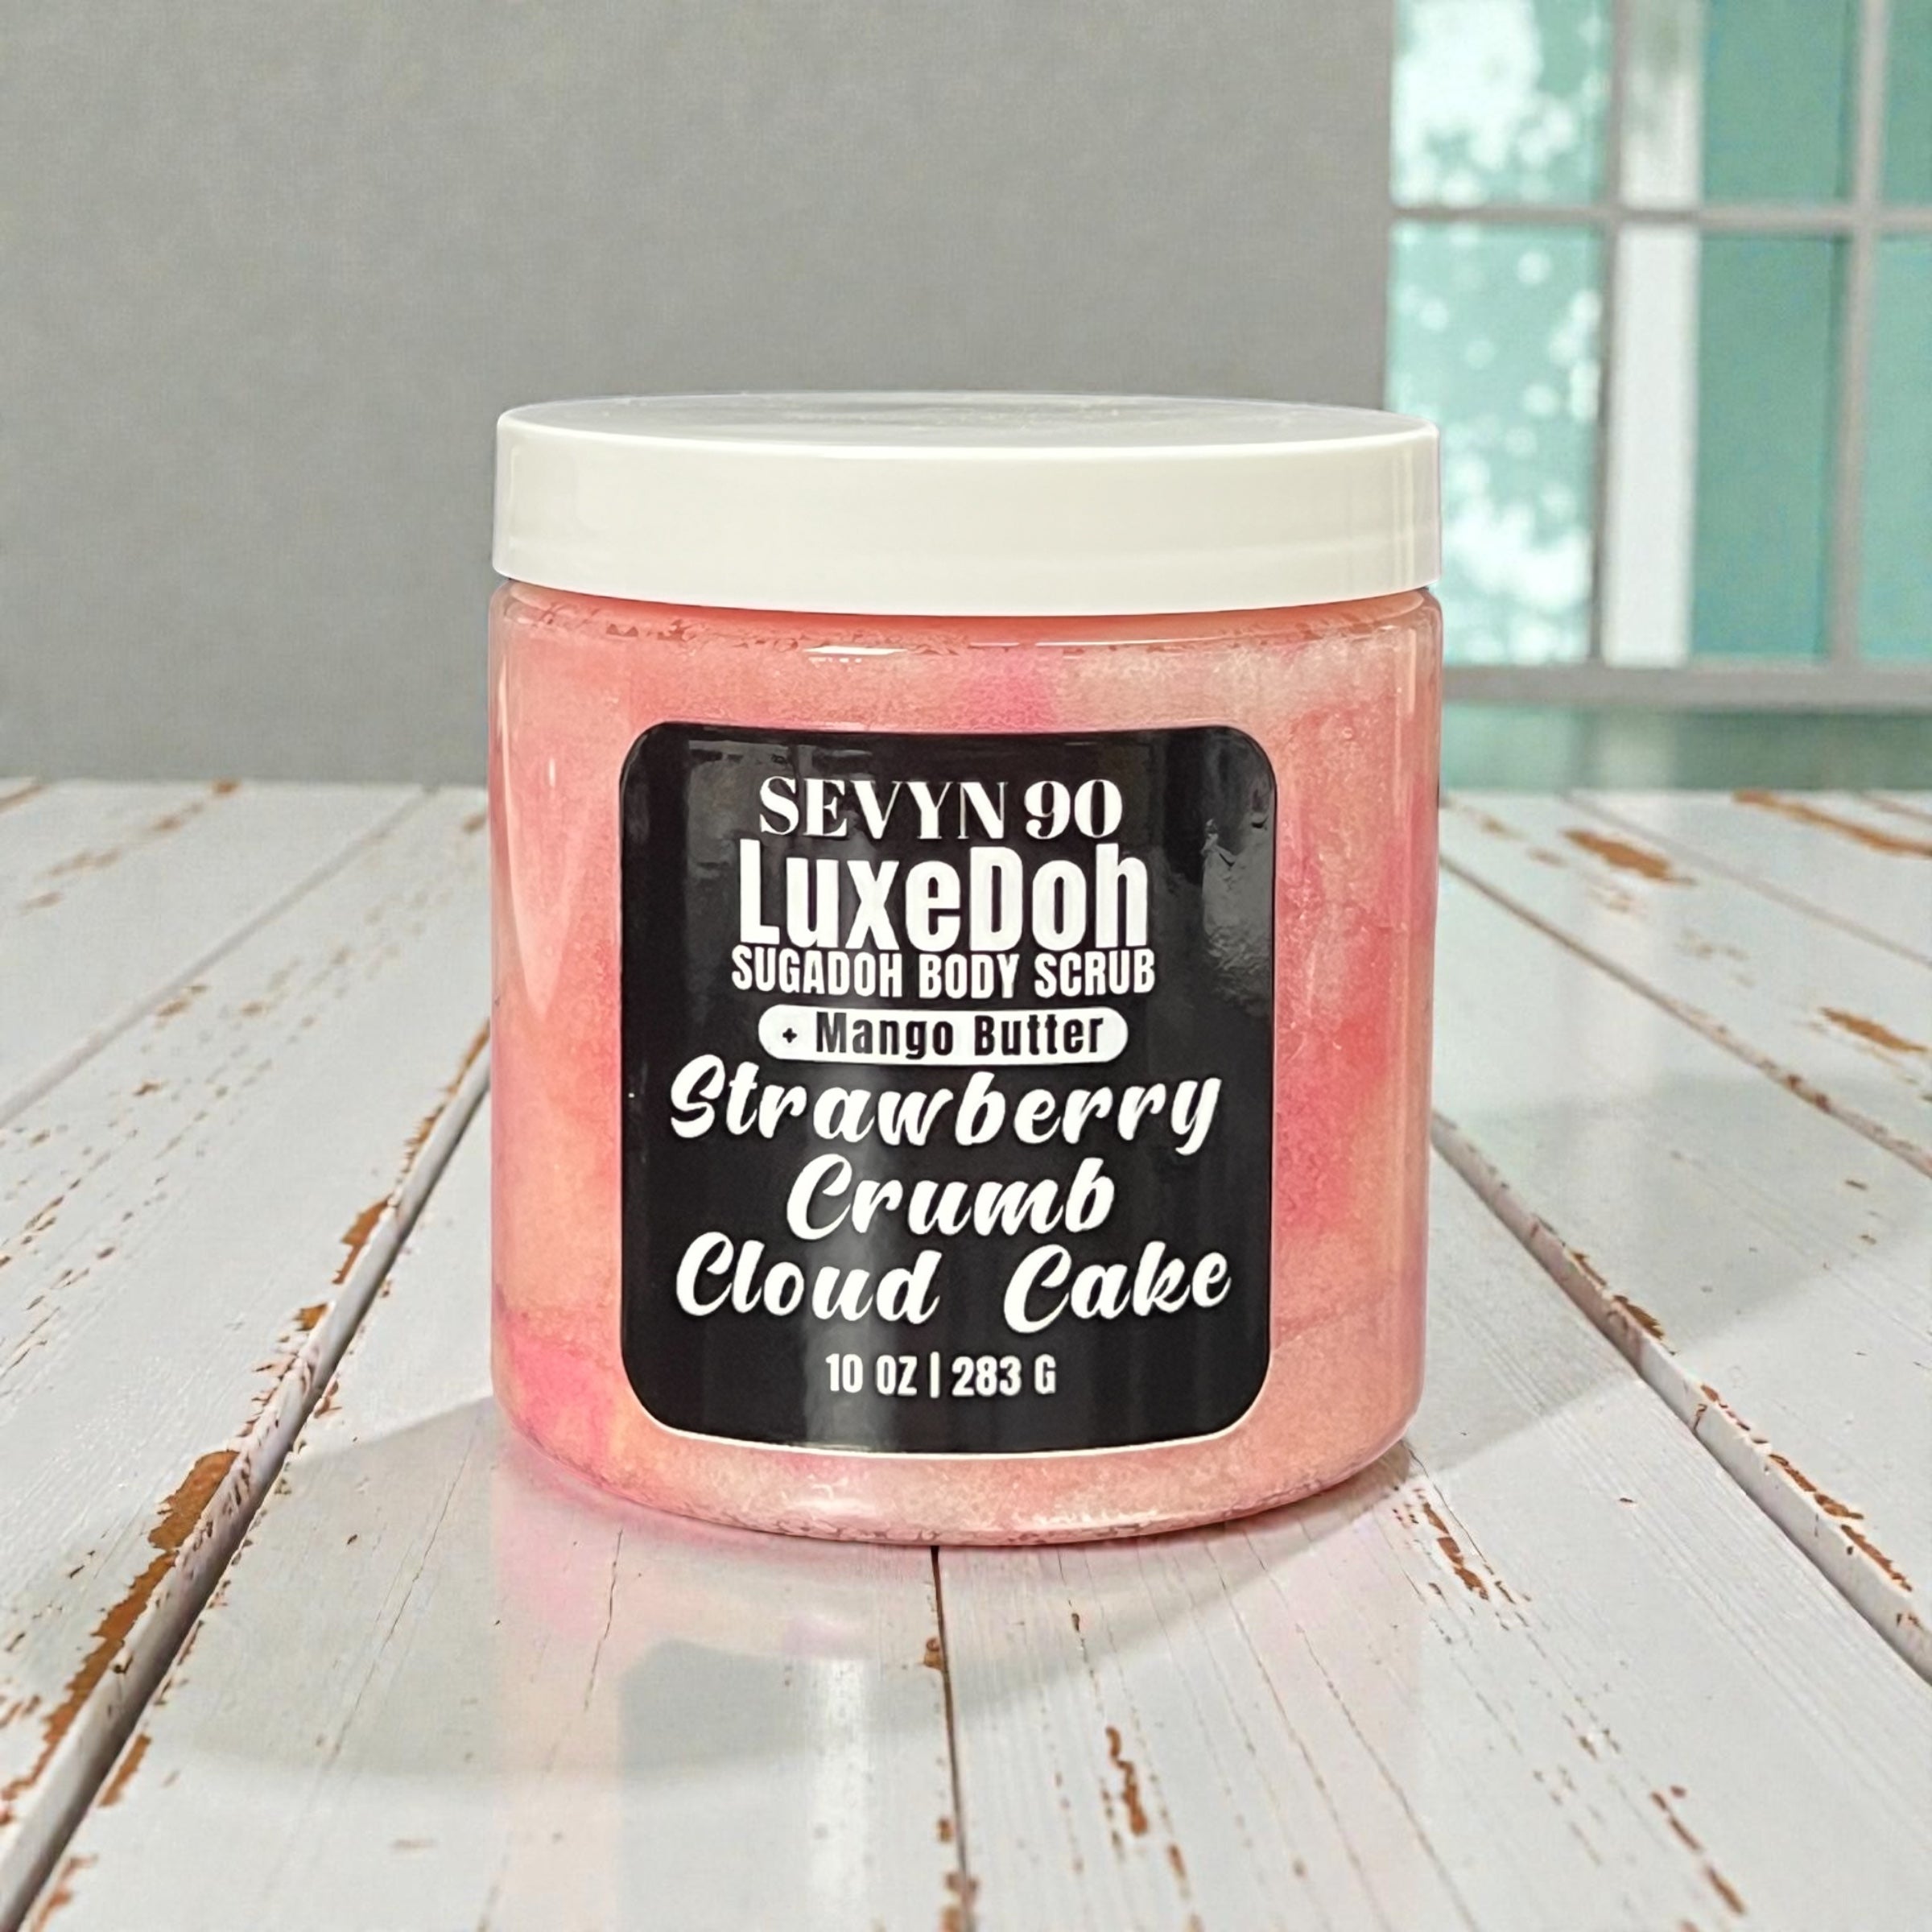 SEVYN 90
LuxeDoh
SUGADOH BODY SCRUB
+ Mango Butter
Strawberry
Crumb
Cloud Cake
10 OZ | 283 G